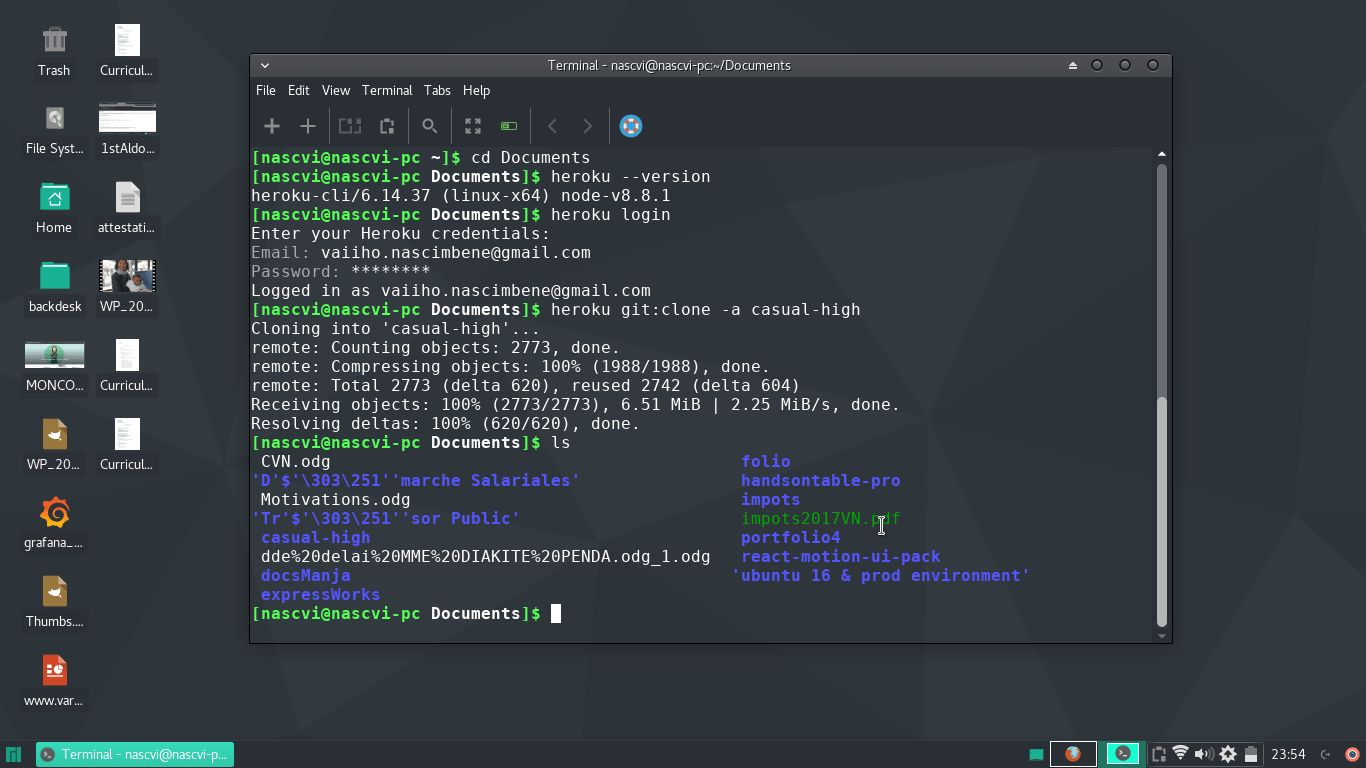 Trash
Curricul...
File Syst...
1stAldo...
Home
attestati...
backdesk
WP_20...
MONCO...
Curricul...
WP_20...
Curricul...
grafana_...
Thumbs....
www.var...
Terminal - nascvi@nascvi-pc:~/Documents
File Edit View Terminal Tabs Help
[nascvi@nascvi-pc ~]$ cd Documents
[nascvi@nascvi-pc Documents]$ heroku --version
heroku-cli/6.14.37 (linux-x64) node-v8.8.1
[nascvi@nascvi-pc Documents]$ heroku login
Enter your Heroku credentials:
Email: vaiiho.nascimbene@gmail.com
Password: ********
Logged in as vaiiho.nascimbene@gmail.com
[nascvi@nascvi-pc Documents]$ heroku git:clone -a casual-high
Cloning into 'casual-high'...
remote: Counting objects: 2773, done.
remote: Compressing objects: 100% (1988/1988), done.
remote: Total 2773 (delta 620), reused 2742 (delta 604)
Receiving objects: 100% (2773/2773), 6.51 MiB | 2.25 MiB/s, done.
Resolving deltas: 100% (620/620), done.
[nascvi@nascvi-pc Documents]$ ls
CVN.odg folio
'D'$'\303\251''marche Salariales' handsontable-pro
Motivations.odg impots
'Tr'$'\303\251''sor Public' impots2017VN.pdf
casual-high portfolio4
dde%20delai%20MME%20DIAKITE%20PENDA.odg_1.odg react-motion-ui-pack
docsManja 'ubuntu 16 & prod environment'
expressWorks
[nascvi@nascvi-pc Documents]$
Terminal - nascvi@nascvi-p...
23:54